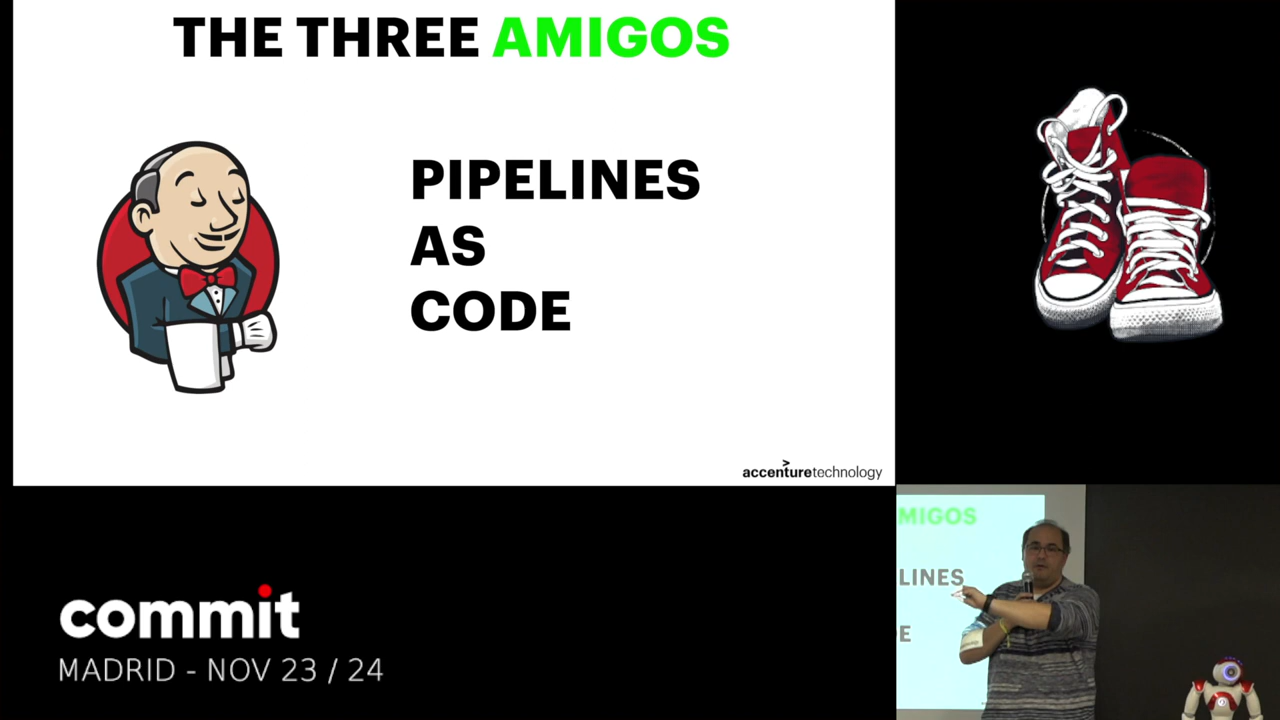 THE THREE AMIGOS
PIPELINES
AS
CODE
accenturetechnology
commit
MADRID - NOV 23 / 24
MIGOS
LINES
E